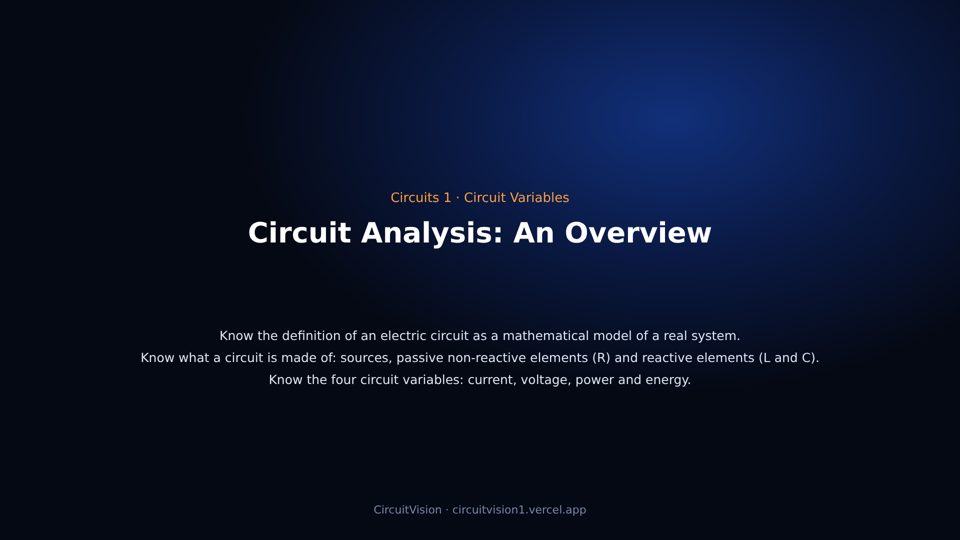 Circuits 1 · Circuit Variables
Circuit Analysis: An Overview
Know the definition of an electric circuit as a mathematical model of a real system.
Know what a circuit is made of: sources, passive non-reactive elements (R) and reactive elements (L and C).
Know the four circuit variables: current, voltage, power and energy.
CircuitVision · circuitvision1.vercel.app